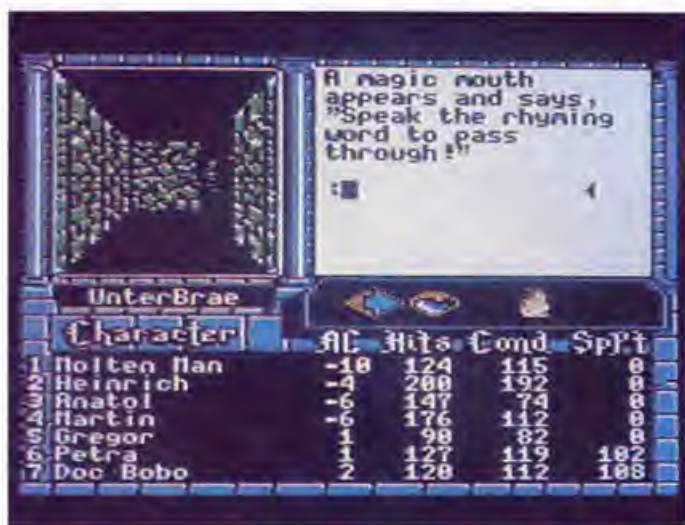 A magic mouth
appears and says,
"Speak the rhyming
word to pass
through!"
:
UnterBrae
Character AC Hits Cond SpPt
1 Molten Man -10 124 115 0
2 Heinrich -4 200 192 0
3 Anatol -6 147 74 0
4 Martin -6 176 112 0
5 Gregor 1 90 82 0
6 Petra 1 127 119 102
7 Doc Bobo 2 120 112 108